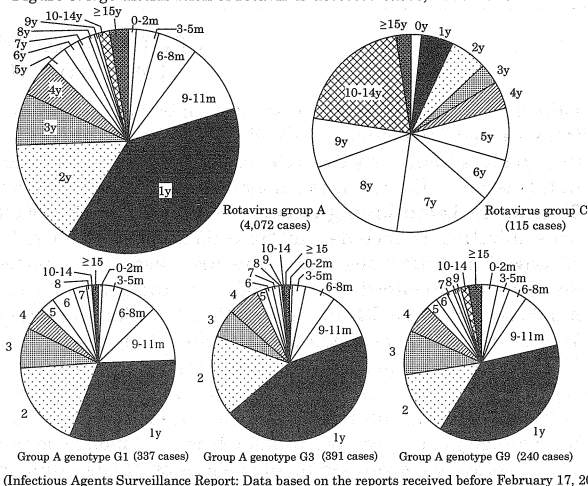 10-14y
≥15y
0-2m
3-5m
6-8m
9-11m
1y
2y
3y
4y
5y
6y
7y
8y
9y
Rotavirus group A
(4,072 cases)
≥15y
0y
1y
2y
3y
4y
5y
6y
7y
8y
9y
10-14y
Rotavirus group C
(115 cases)
≥15
10-14
8
7
6
5
4
3
2
1y
9-11m
6-8m
3-5m
0-2m
Group A genotype G1 (337 cases)
10-14
≥15
0-2m
3-5m
6-8m
9-11m
1y
2
3
4
5
6
7
8
9
Group A genotype G3 (391 cases)
≥15
10-14
9
8
7
6
5
4
3
2
1y
9-11m
6-8m
3-5m
0-2m
Group A genotype G9 (240 cases)
(Infectious Agents Surveillance Report: Data based on the reports received before February 17,